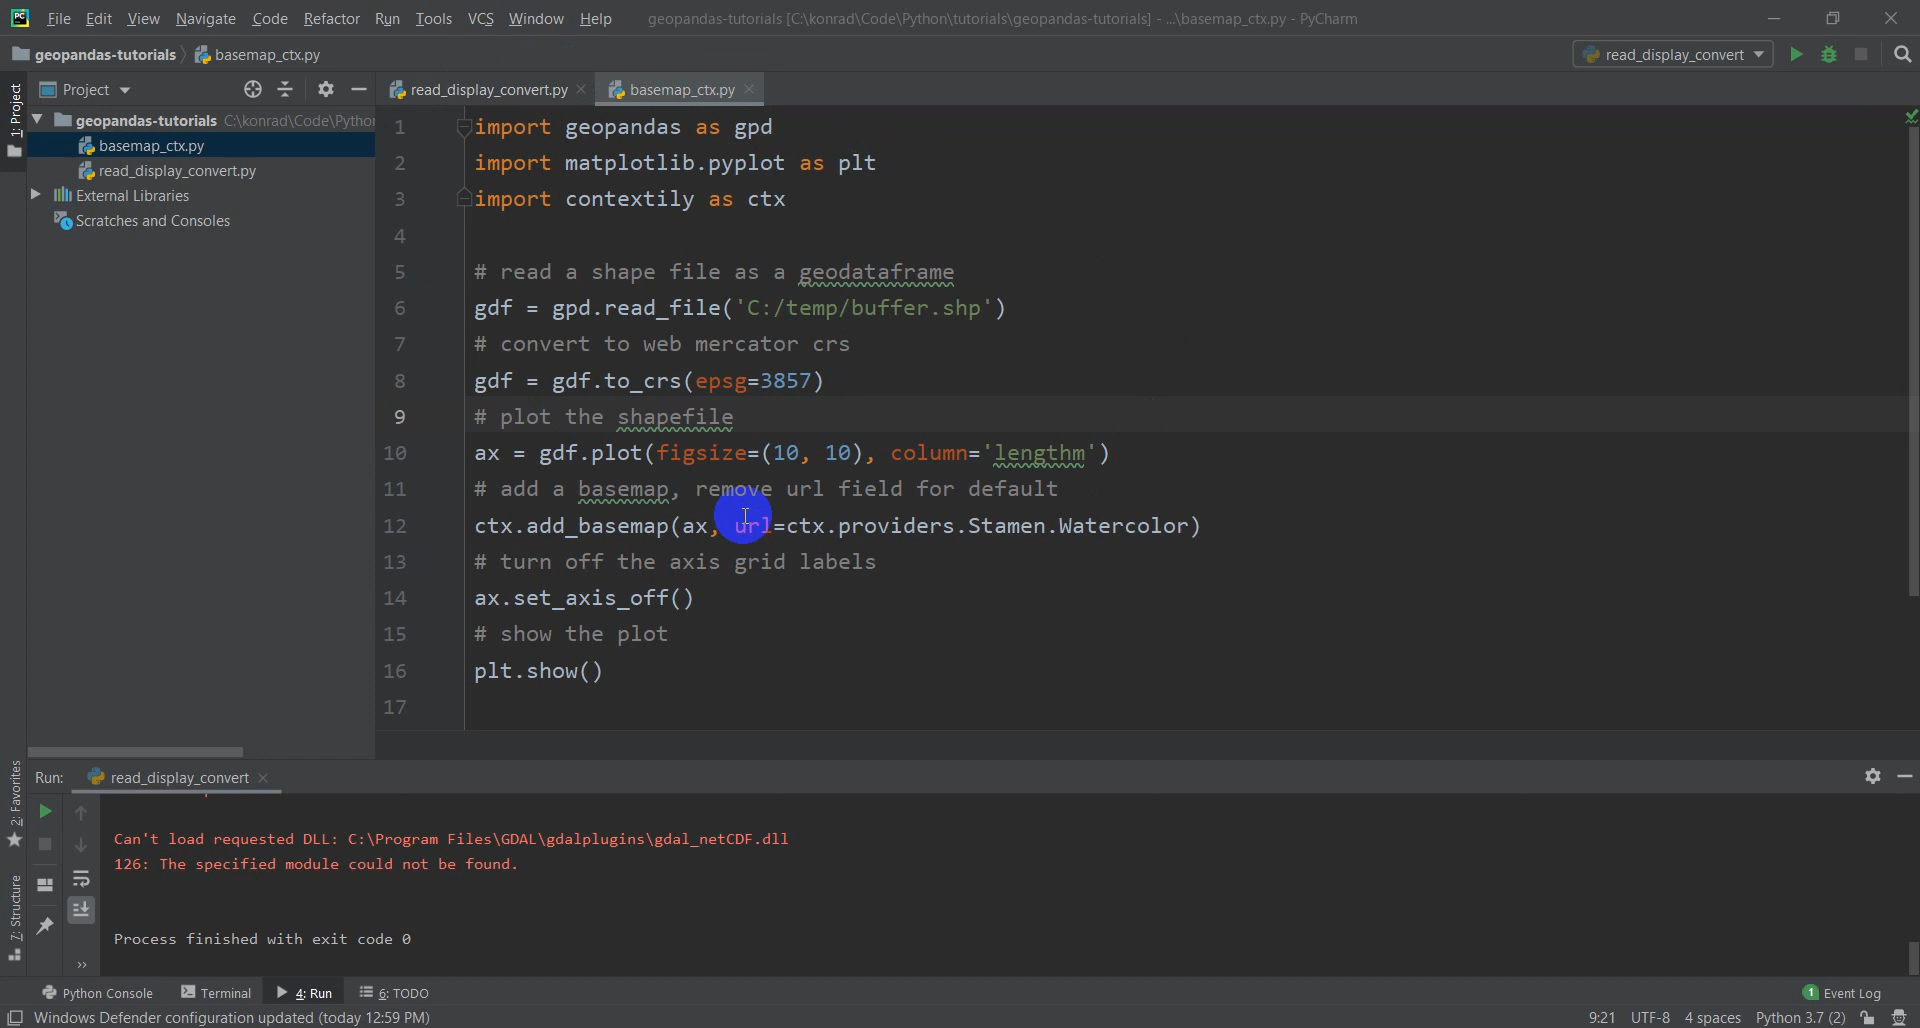 File Edit View Navigate Code Refactor Run Tools VCS Window Help geopandas-tutorials [C:\konrad\Code\Python\tutorials\geopandas-tutorials] - ...\basemap_ctx.py - PyCharm
geopandas-tutorials basemap_ctx.py read_display_convert
1: Project
Project read_display_convert.py basemap_ctx.py
geopandas-tutorials C:\konrad\Code\Pytho
basemap_ctx.py
read_display_convert.py
External Libraries
Scratches and Consoles
1 import geopandas as gpd
2 import matplotlib.pyplot as plt
3 import contextily as ctx
4
5 # read a shape file as a geodataframe
6 gdf = gpd.read_file('C:/temp/buffer.shp')
7 # convert to web mercator crs
8 gdf = gdf.to_crs(epsg=3857)
9 # plot the shapefile
10 ax = gdf.plot(figsize=(10, 10), column='lengthm')
11 # add a basemap, remove url field for default
12 ctx.add_basemap(ax, url=ctx.providers.Stamen.Watercolor)
13 # turn off the axis grid labels
14 ax.set_axis_off()
15 # show the plot
16 plt.show()
17
2: Favorites
7: Structure
Run: read_display_convert
Can't load requested DLL: C:\Program Files\GDAL\gdalplugins\gdal_netCDF.dll
126: The specified module could not be found.
Process finished with exit code 0
Python Console Terminal 4: Run 6: TODO 1 Event Log
Windows Defender configuration updated (today 12:59 PM) 9:21 UTF-8 4 spaces Python 3.7 (2)